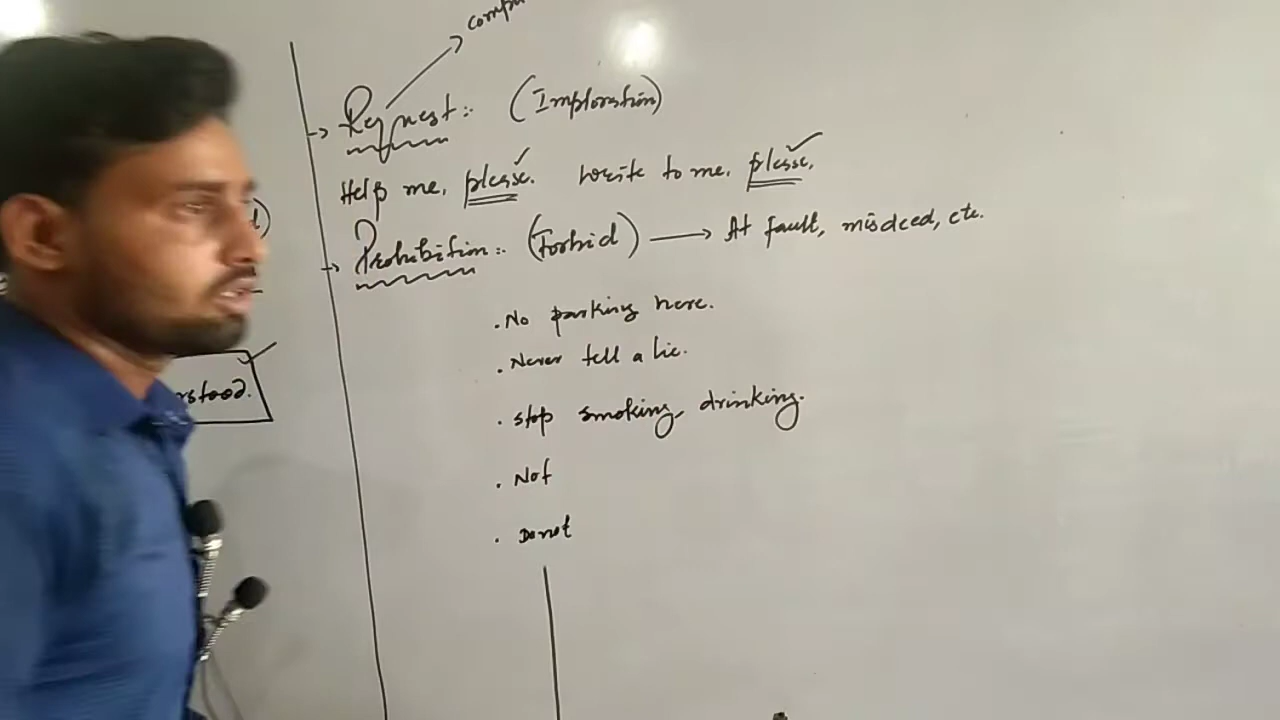 Request:- (Imploration)
Help me, please. Write to me, please.
Prohibition:- (Forbid) → At fault, misdeed, etc.
. No parking here.
. Never tell a lie.
. stop smoking, drinking.
. Not
. Do not